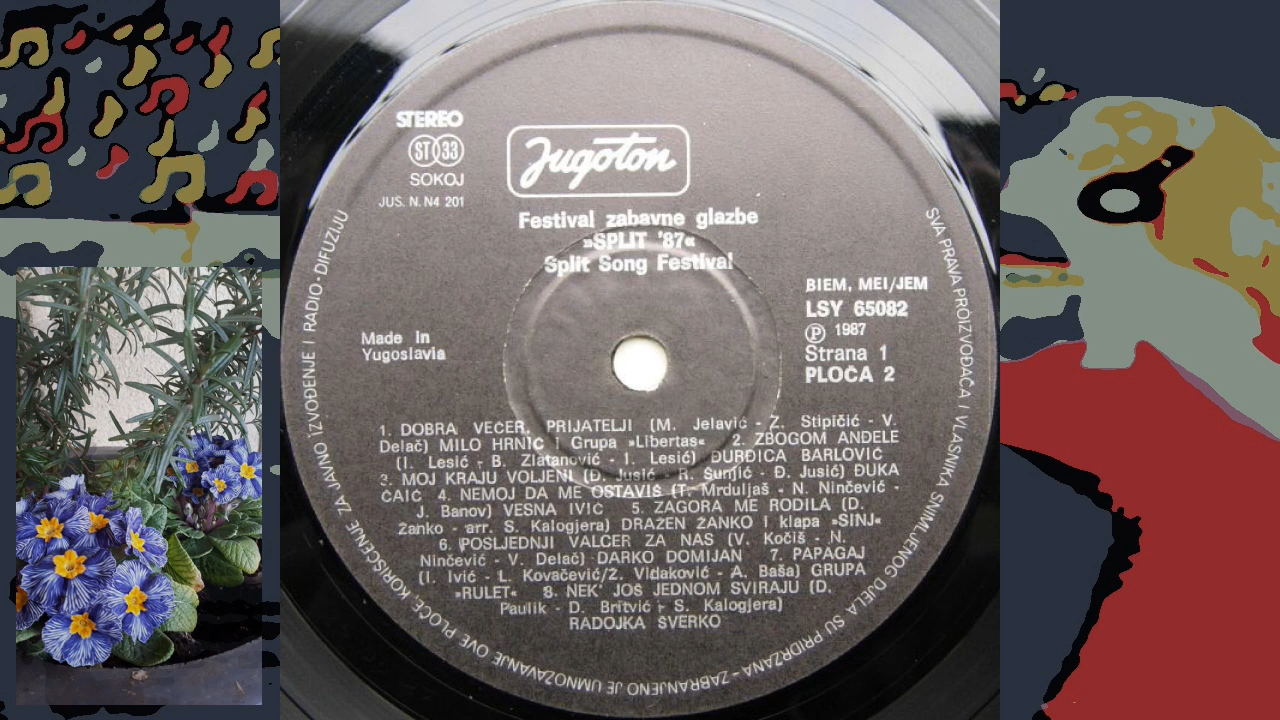 STEREO
ST 33
SOKOJ
JUS. N. N4 201
Jugoton
Festival zabavne glazbe
»SPLIT '87«
Split Song Festival
BIEM, MEI/JEM
LSY 65082
Ⓟ 1987
Strana 1
PLOČA 2
Made in
Yugoslavia
1. DOBRA VEČER, PRIJATELJI (M. Jelavić - Z. Stipičić - V.
Delač) MILO HRNIĆ i Grupa »Libertas« 2. ZBOGOM ANĐELE
(I. Lesić - B. Zlatanović - I. Lesić) ĐURĐICA BARLOVIĆ
3. MOJ KRAJU VOLJENI (Đ. Jusić - R. Šunjić - Đ. Jusić) ĐUKA
ČAIĆ 4. NEMOJ DA ME OSTAVIŠ (T. Mrduljaš - N. Ninčević -
J. Banov) VESNA IVIĆ 5. ZAGORA ME RODILA (D.
Žanko - arr. S. Kalogjera) DRAŽEN ŽANKO i klapa »SINJ«
6. POSLJEDNJI VALCER ZA NAS (V. Kočiš - N.
Ninčević - V. Delač) DARKO DOMIJAN 7. PAPAGAJ
(I. Ivić - L. Kovačević/Ž. Vidaković - A. Baša) GRUPA
»RULET« 8. NEK' JOŠ JEDNOM SVIRAJU (D.
Paulik - D. Britvić - S. Kalogjera)
RADOJKA ŠVERKO
SVA PRAVA PROIZVOĐAČA I VLASNIKA SNIMLJENOG DJELA SU PRIDRŽANA - ZABRANJENO JE UMNOŽAVANJE OVE PLOČE, KORIŠĆENJE ZA JAVNO IZVOĐENJE I RADIO-DIFUZIJU